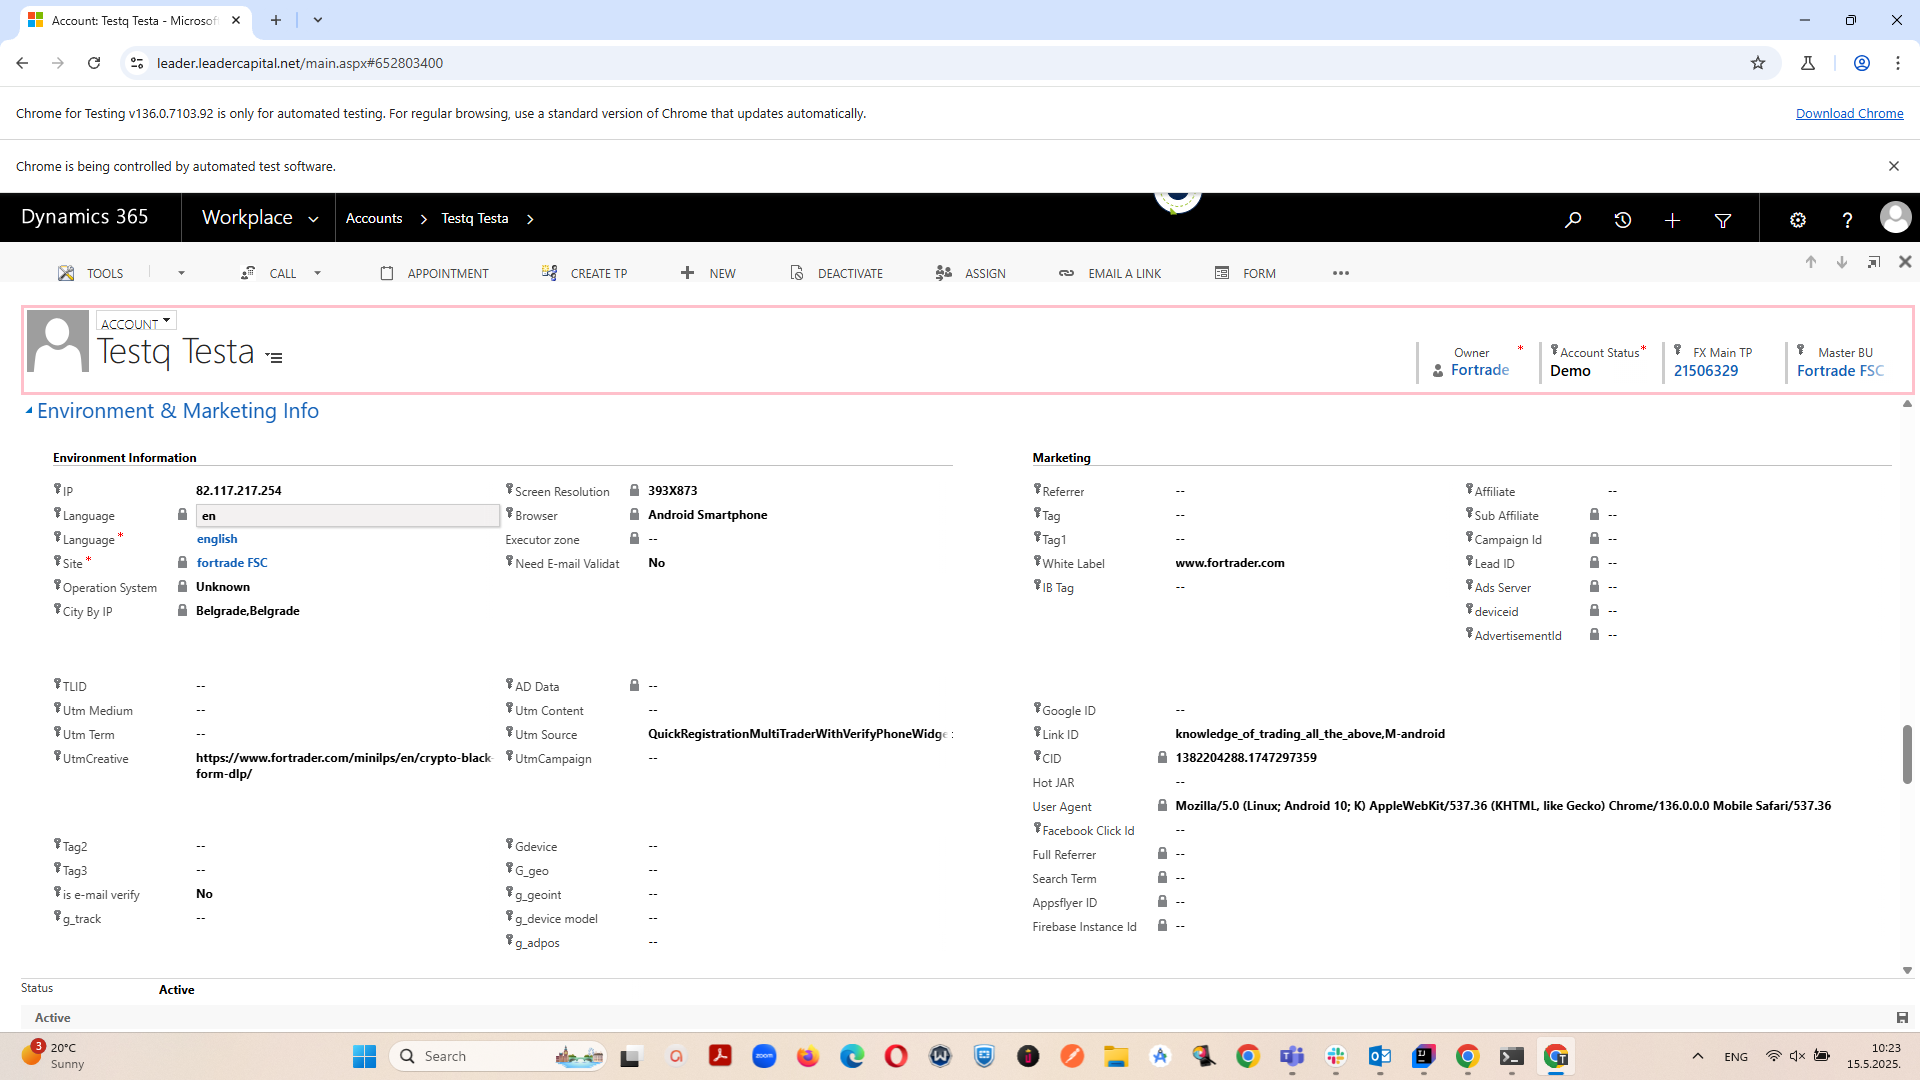 Account: Testq Testa - Microsof
leader.leadercapital.net/main.aspx#652803400
Chrome for Testing v136.0.7103.92 is only for automated testing. For regular browsing, use a standard version of Chrome that updates automatically.
Download Chrome
Chrome is being controlled by automated test software.
Dynamics 365
Workplace
Accounts
Testq Testa
TOOLS
CALL
APPOINTMENT
CREATE TP
NEW
DEACTIVATE
ASSIGN
EMAIL A LINK
FORM
ACCOUNT
Testq Testa
Owner *
Fortrade
Account Status *
Demo
FX Main TP
21506329
Master BU
Fortrade FSC
Environment & Marketing Info
Environment Information
IP 82.117.217.254
Language en
Language * english
Site * fortrade FSC
Operation System Unknown
City By IP Belgrade,Belgrade
Screen Resolution 393X873
Browser Android Smartphone
Executor zone --
Need E-mail Validat No
Marketing
Referrer --
Tag --
Tag1 --
White Label www.fortrader.com
IB Tag --
Affiliate --
Sub Affiliate --
Campaign Id --
Lead ID --
Ads Server --
deviceid --
AdvertisementId --
TLID --
Utm Medium --
Utm Term --
UtmCreative https://www.fortrader.com/minilps/en/crypto-black-
form-dlp/
AD Data --
Utm Content --
Utm Source QuickRegistrationMultiTraderWithVerifyPhoneWidge
UtmCampaign --
Google ID --
Link ID knowledge_of_trading_all_the_above,M-android
CID 1382204288.1747297359
Hot JAR --
User Agent Mozilla/5.0 (Linux; Android 10; K) AppleWebKit/537.36 (KHTML, like Gecko) Chrome/136.0.0.0 Mobile Safari/537.36
Facebook Click Id --
Full Referrer --
Search Term --
Appsflyer ID --
Firebase Instance Id --
Tag2 --
Tag3 --
is e-mail verify No
g_track --
Gdevice --
G_geo --
g_geoint --
g_device model --
g_adpos --
Status Active
Active
3
20°C
Sunny
Search
zoom
ENG
10:23
15.5.2025.